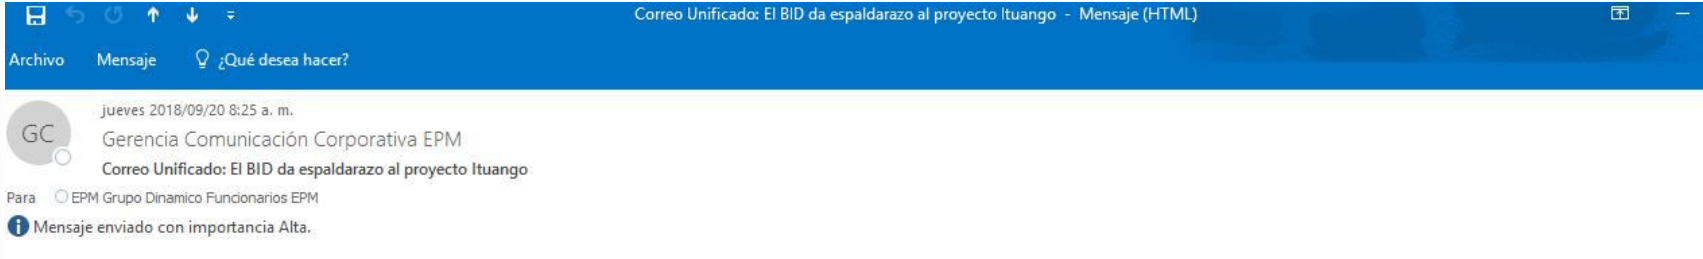 Correo Unificado: El BID da espaldarazo al proyecto Ituango - Mensaje (HTML)
Archivo Mensaje ¿Qué desea hacer?
jueves 2018/09/20 8:25 a. m.
GC
Gerencia Comunicación Corporativa EPM
Correo Unificado: El BID da espaldarazo al proyecto Ituango
Para EPM Grupo Dinamico Funcionarios EPM
Mensaje enviado con importancia Alta.